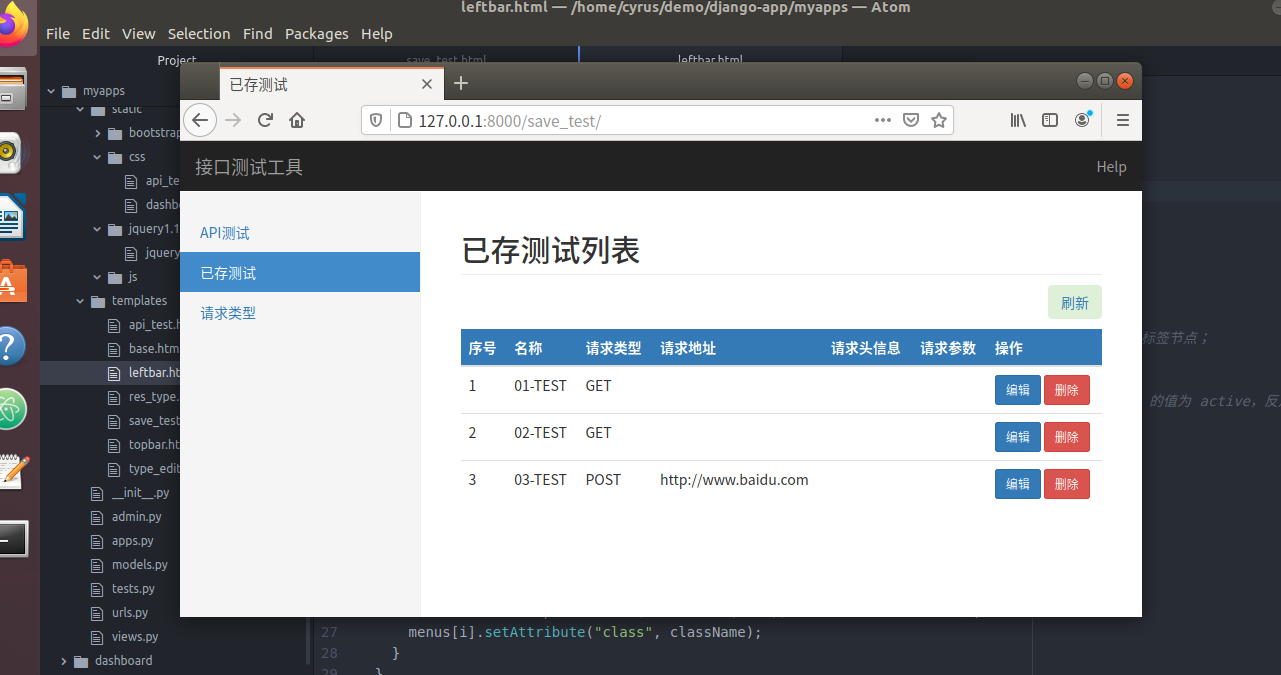 leftbar.html — /home/cyrus/demo/django-app/myapps — Atom
File Edit View Selection Find Packages Help
Project
save_test.html
leftbar.html
已存测试
127.0.0.1:8000/save_test/
接口测试工具
Help
API测试
已存测试
请求类型
已存测试列表
刷新
序号 名称 请求类型 请求地址 请求头信息 请求参数 操作
1 01-TEST GET 编辑 删除
2 02-TEST GET 编辑 删除
3 03-TEST POST http://www.baidu.com 编辑 删除
myapps
static
bootstrap
css
api_te
dashb
jquery1.1
jquery
js
templates
api_test.h
base.htm
leftbar.ht
res_type.
save_test
topbar.ht
type_edit
__init__.py
admin.py
apps.py
models.py
tests.py
urls.py
views.py
dashboard
标签节点；
的值为 active，反
27 menus[i].setAttribute("class", className);
28 }
29 }